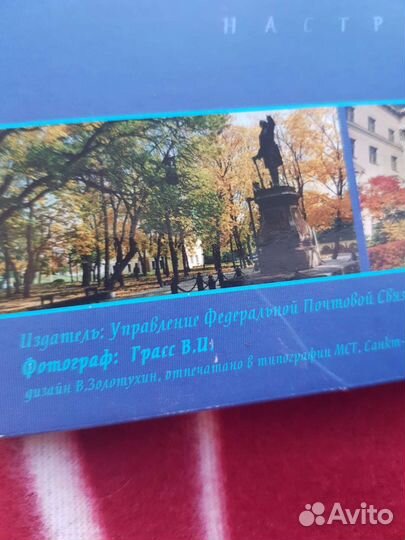 НАСТР
Издатель: Управление Федеральной Почтовой Связ
Фотограф: Грасс В.И.
дизайн В.Золотухин, отпечатано в типографии МСТ, Санкт-
Avito